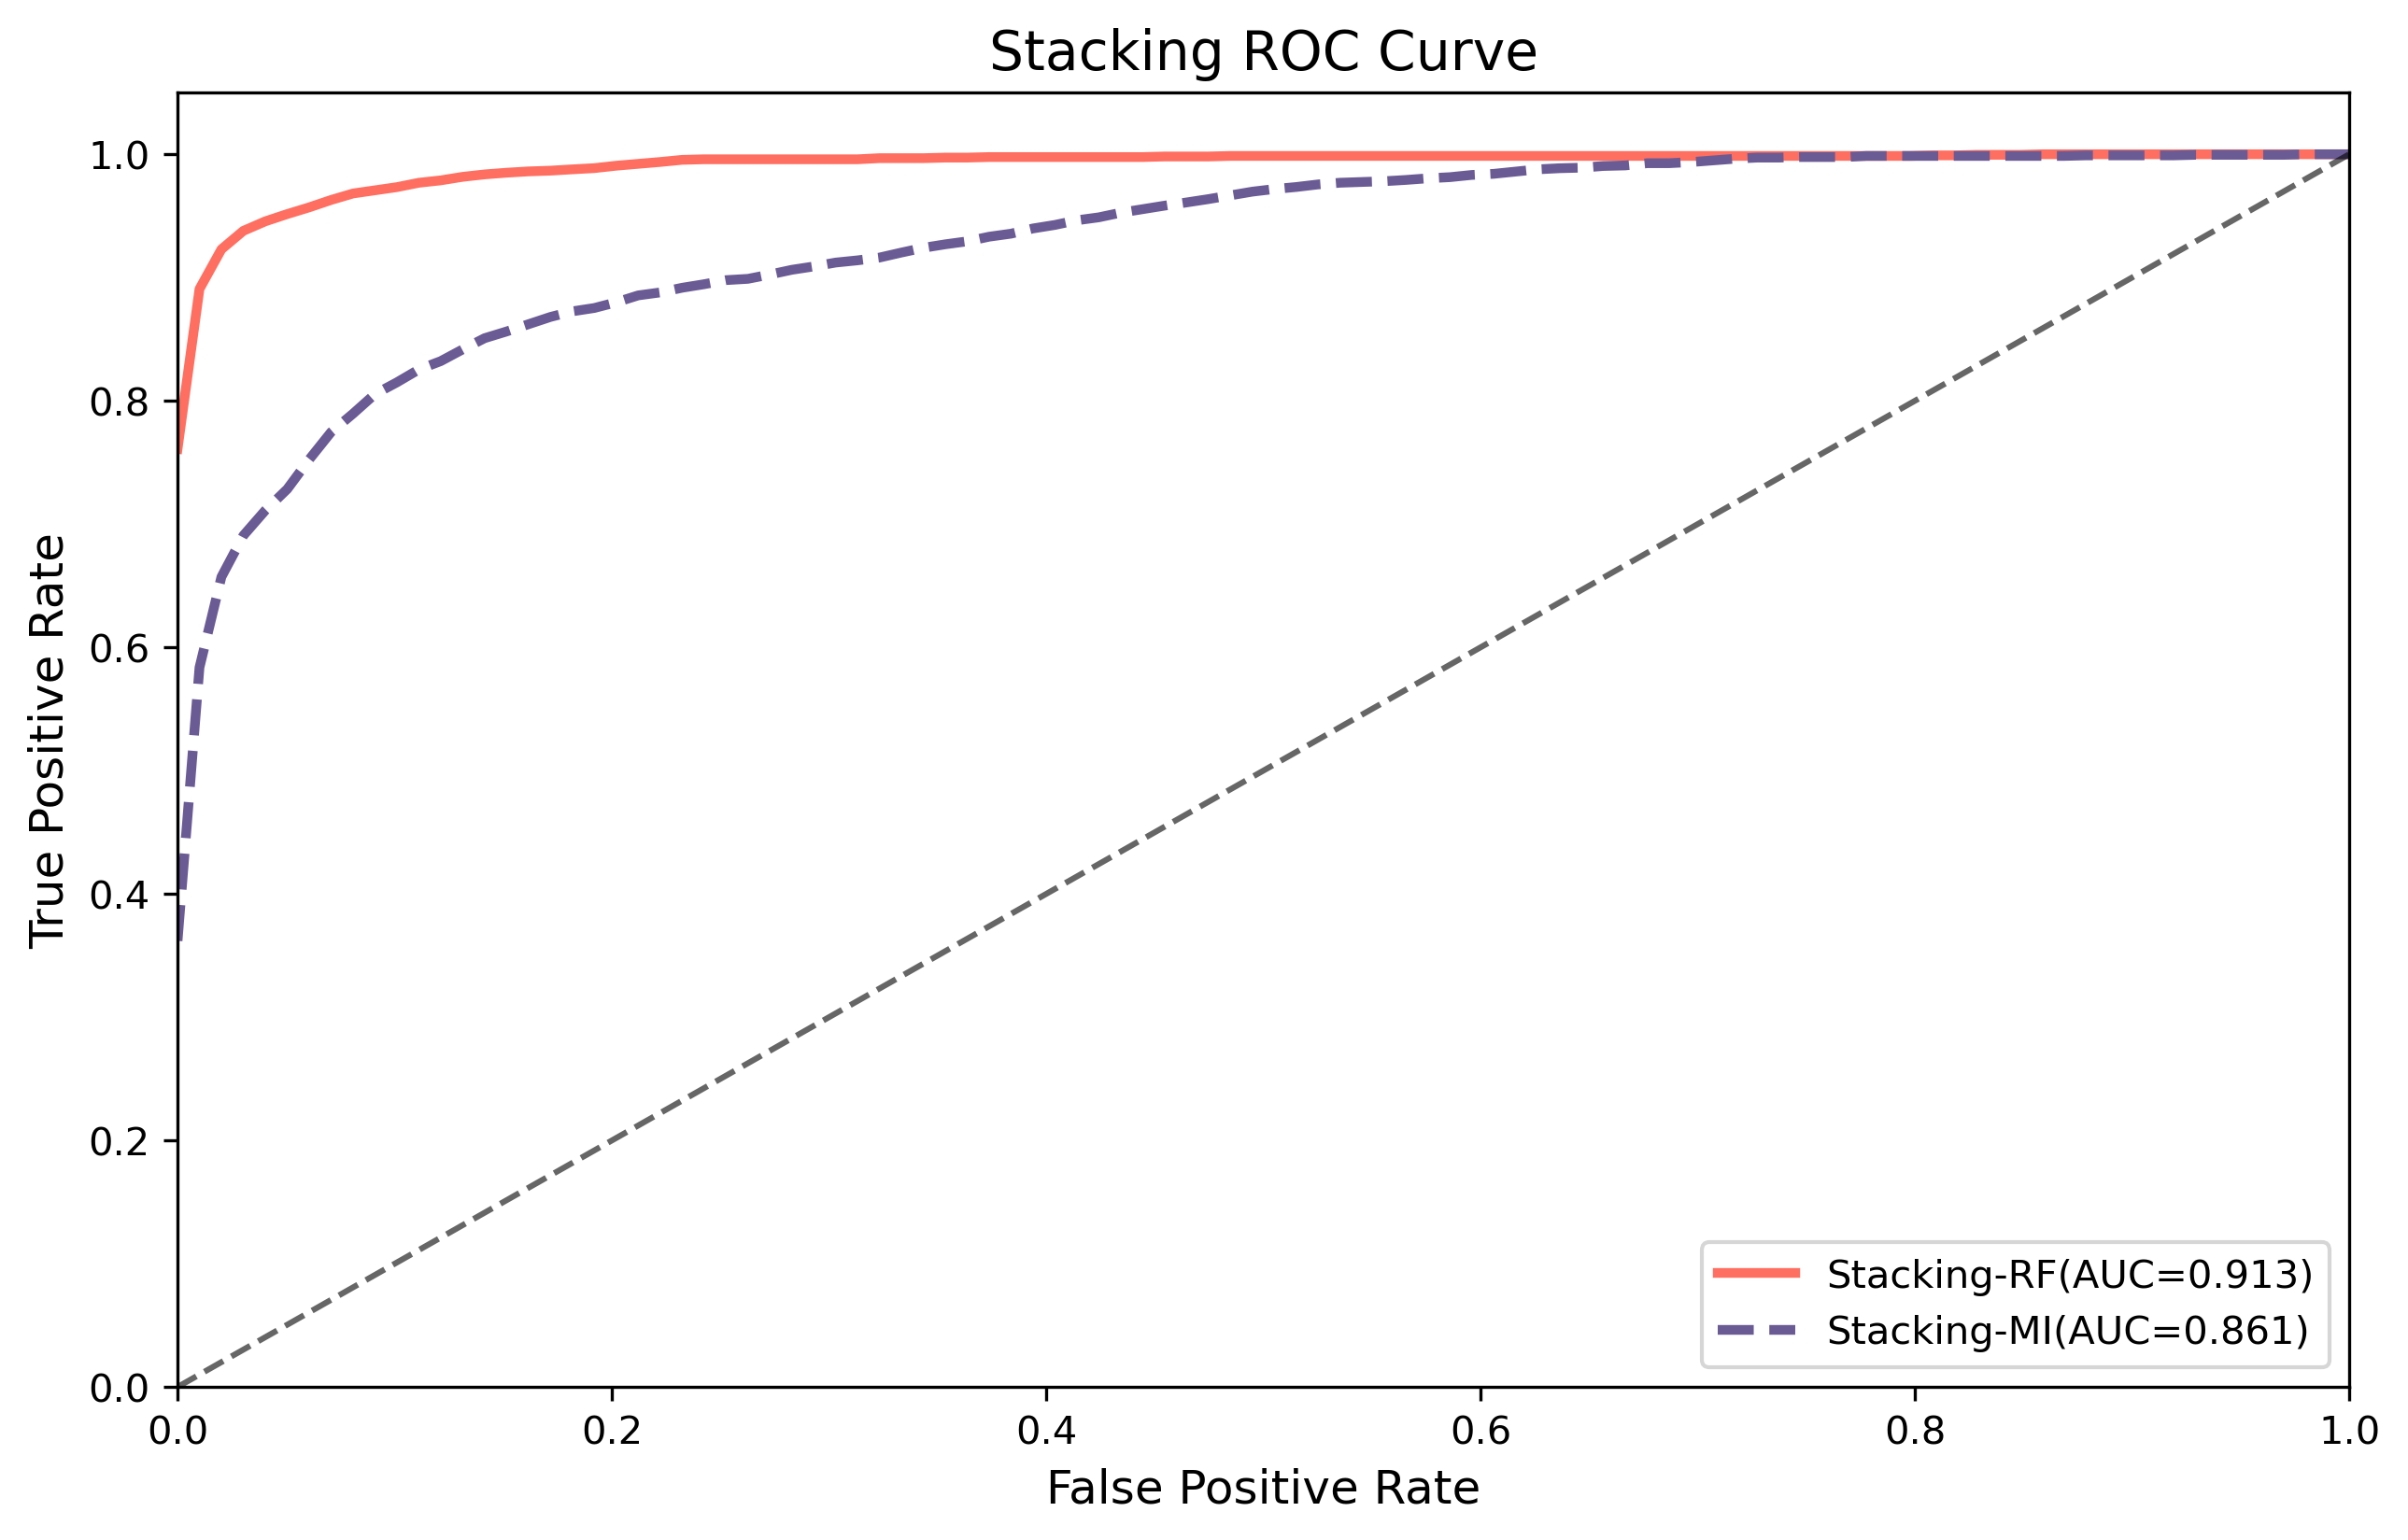 Stacking ROC Curve
True Positive Rate
1.0
0.8
0.6
0.4
0.2
0.0
0.0 0.2 0.4 0.6 0.8 1.0
False Positive Rate
Stacking-RF(AUC=0.913)
Stacking-MI(AUC=0.861)